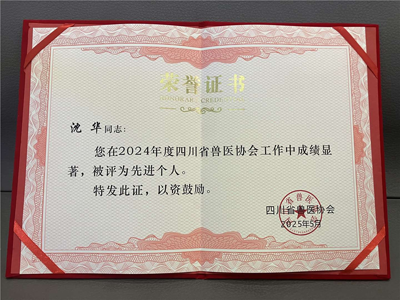 荣誉证书
沈华同志:
您在2024年度四川省兽医协会工作中成绩显
著,被评为先进个人。
特发此证,以资鼓励。
四川省兽医协会
2025年5月